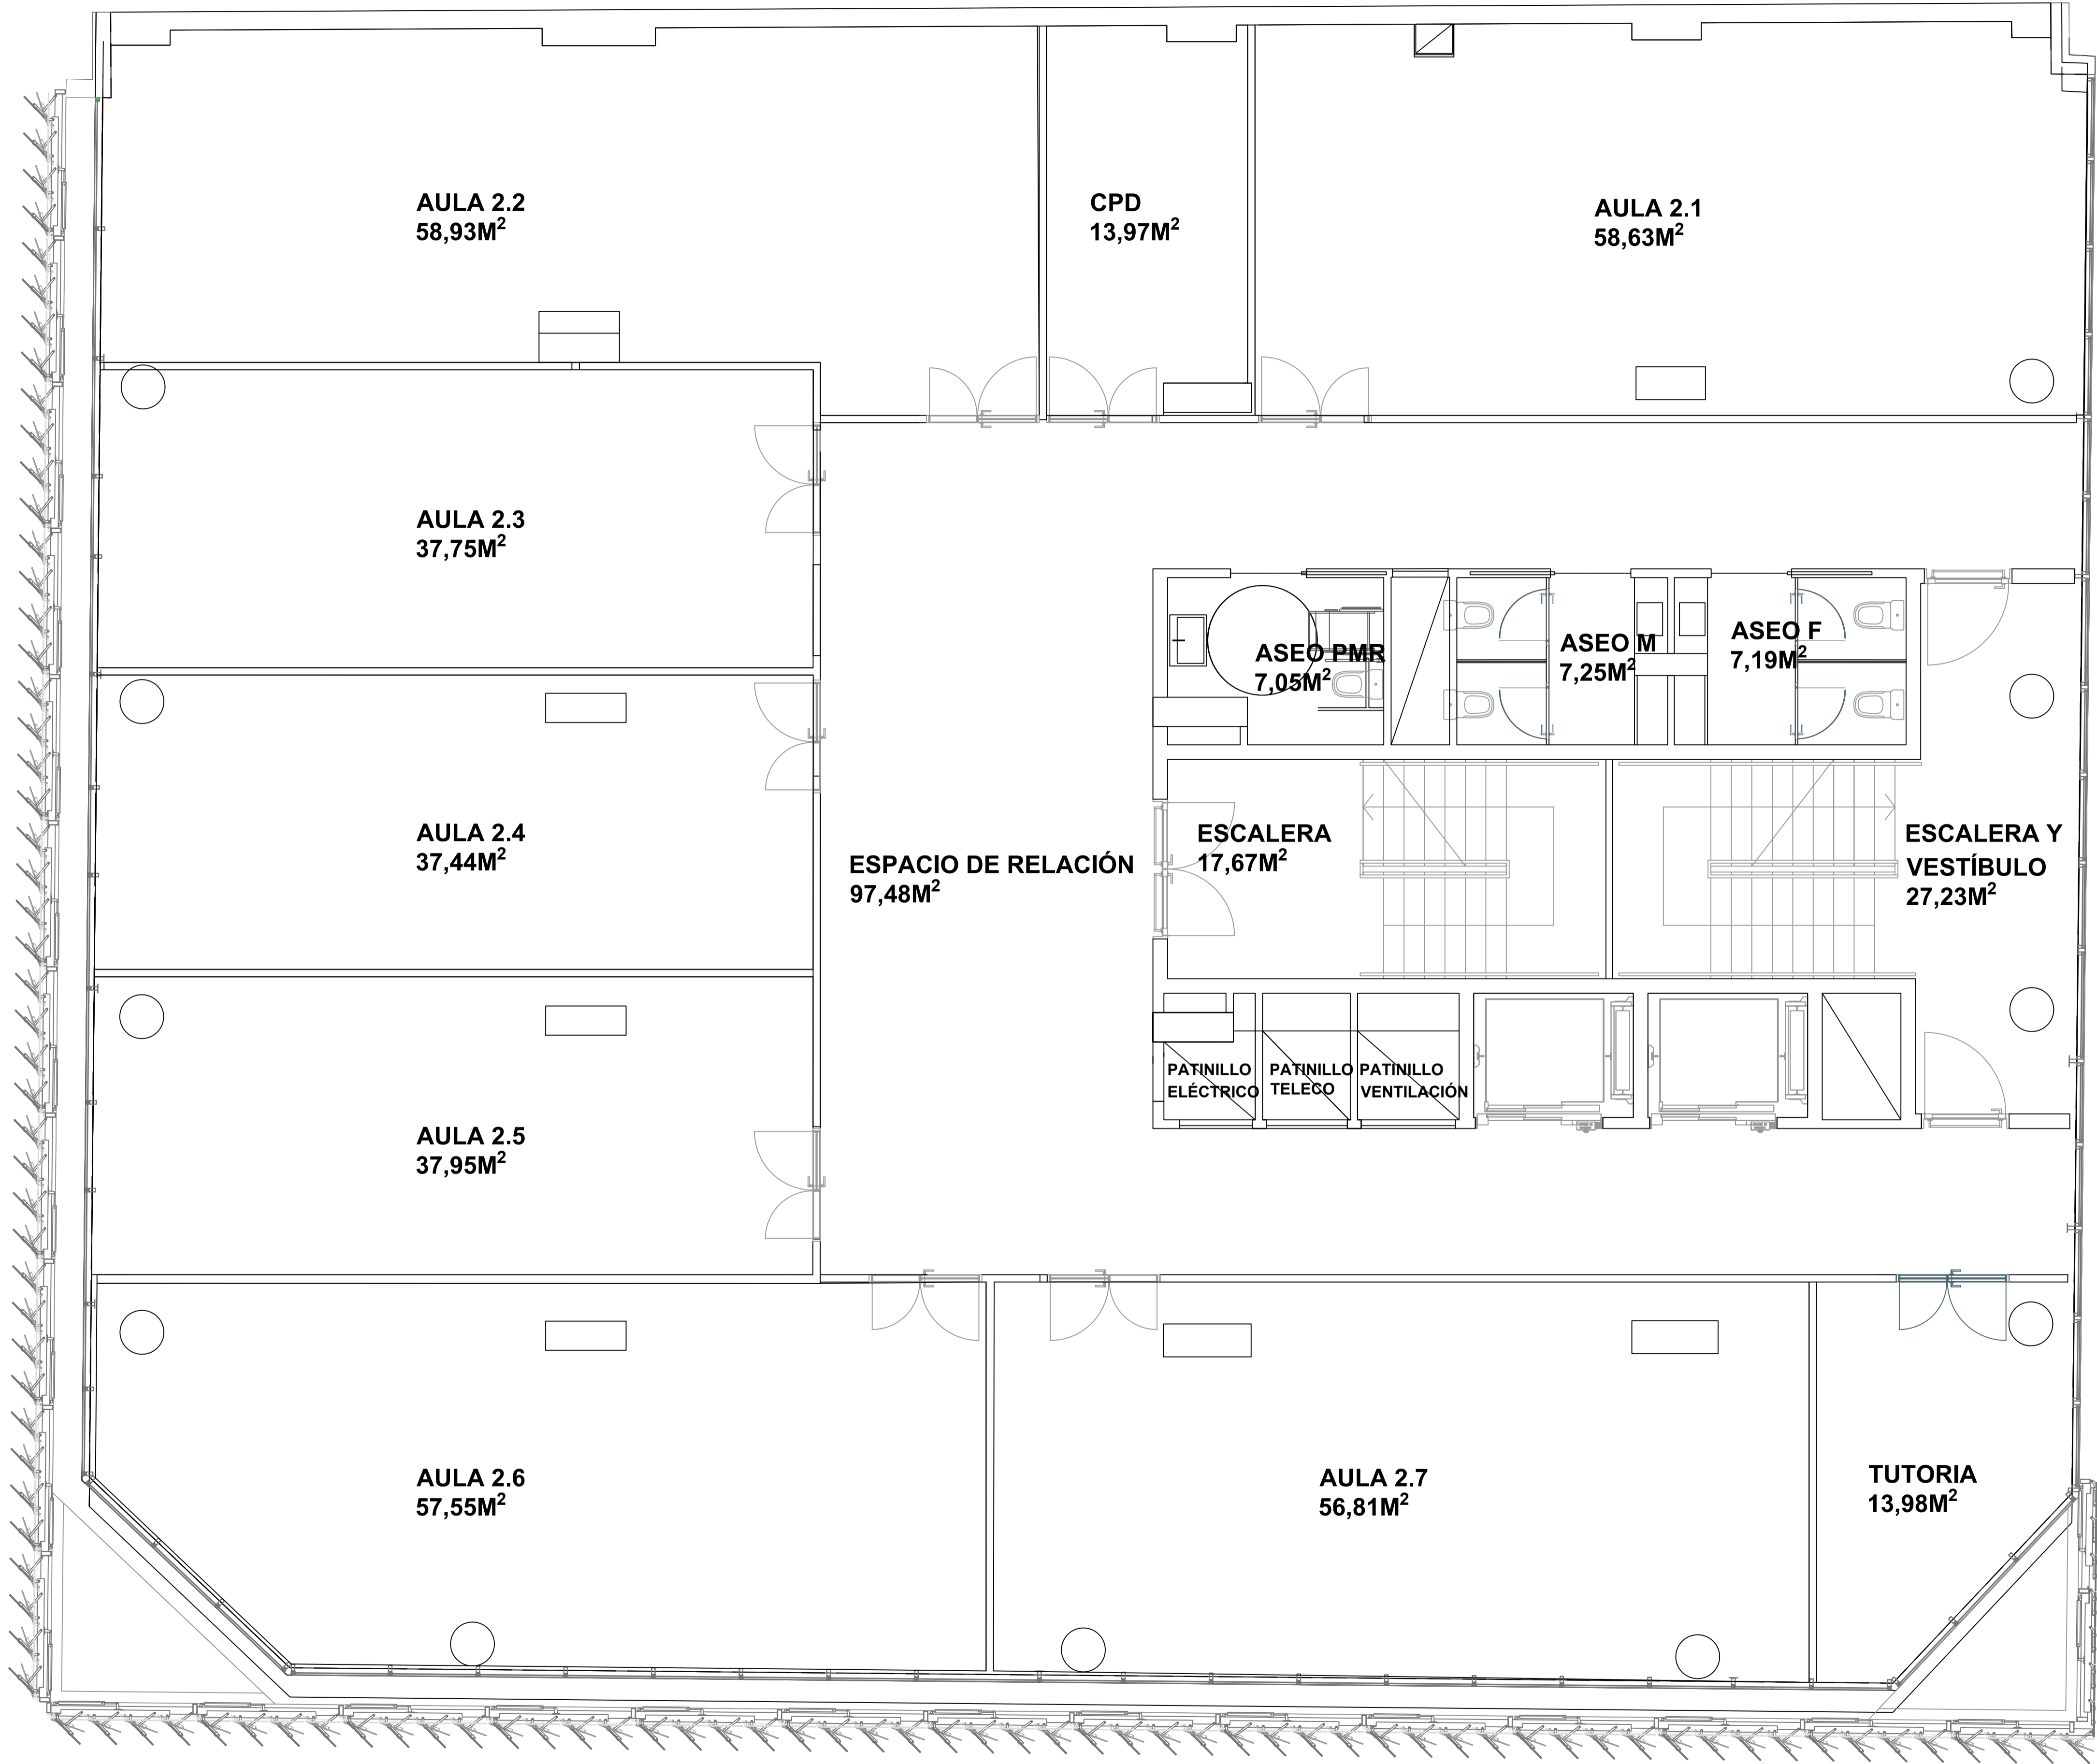 AULA 2.2
58,93M²
CPD
13,97M²
AULA 2.1
58,63M²
AULA 2.3
37,75M²
ASEO PMR
7,05M²
ASEO M
7,25M²
ASEO F
7,19M²
AULA 2.4
37,44M²
ESPACIO DE RELACIÓN
97,48M²
ESCALERA
17,67M²
ESCALERA Y
VESTÍBULO
27,23M²
PATINILLO
ELÉCTRICO
PATINILLO
TELECO
PATINILLO
VENTILACIÓN
AULA 2.5
37,95M²
AULA 2.6
57,55M²
AULA 2.7
56,81M²
TUTORIA
13,98M²